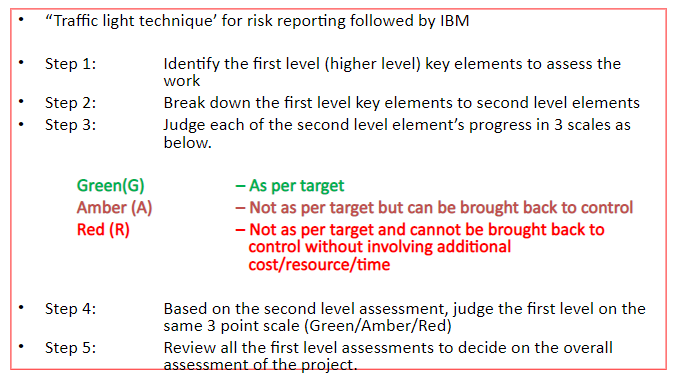 • “Traffic light technique’ for risk reporting followed by IBM
• Step 1: Identify the first level (higher level) key elements to assess the
work
• Step 2: Break down the first level key elements to second level elements
• Step 3: Judge each of the second level element’s progress in 3 scales as
below.
Green(G) – As per target
Amber (A) – Not as per target but can be brought back to control
Red (R) – Not as per target and cannot be brought back to
control without involving additional
cost/resource/time
• Step 4: Based on the second level assessment, judge the first level on the
same 3 point scale (Green/Amber/Red)
• Step 5: Review all the first level assessments to decide on the overall
assessment of the project.